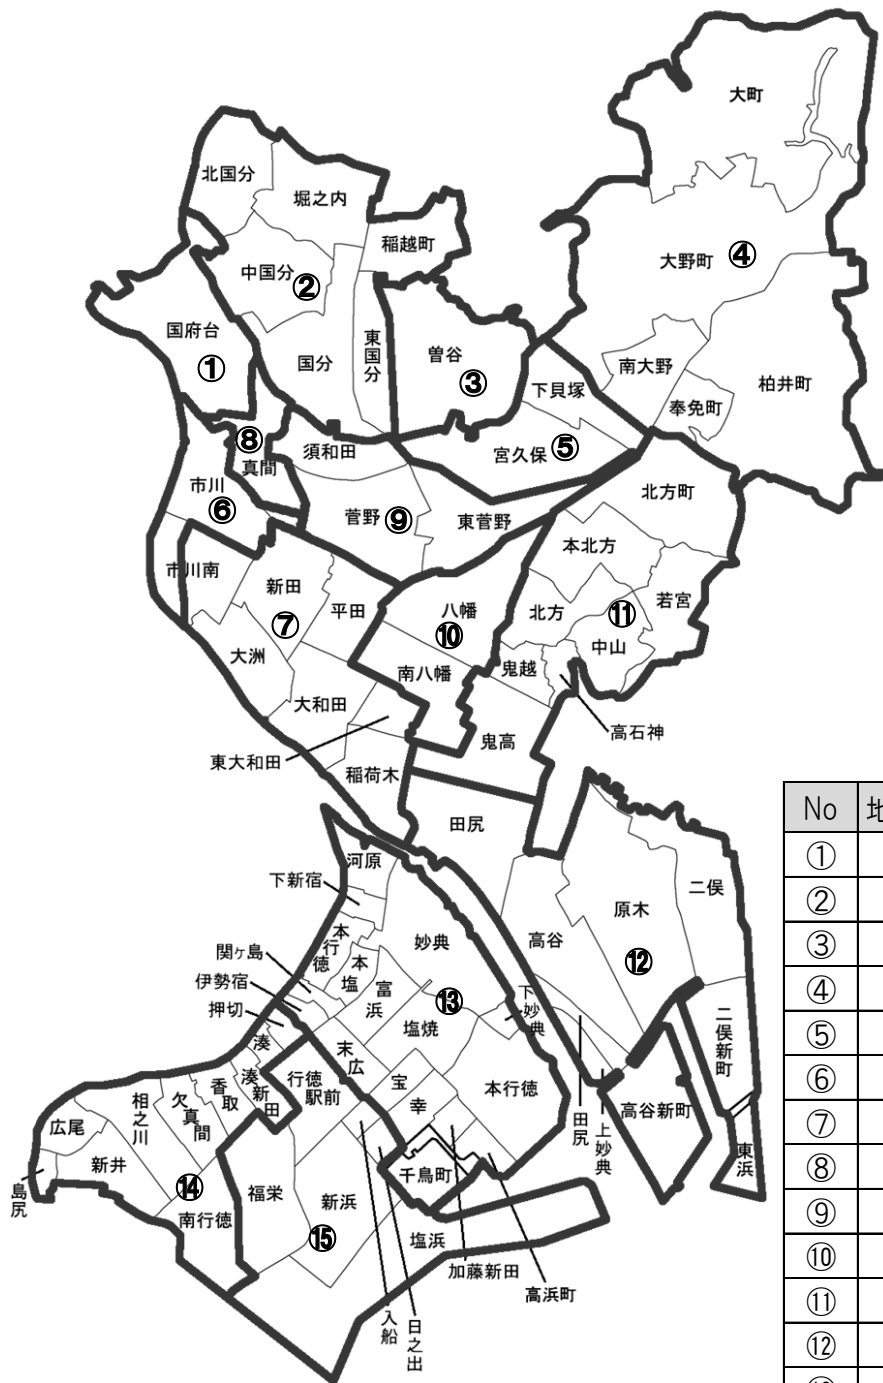 大町
北国分
堀之内
稲越町
大野町
④
中国分
②
国府台
①
国分
東国分
曽谷
③
下貝塚
南大野
柏井町
奉免町
⑧
真間
須和田
宮久保
⑤
市川
⑥
菅野
⑨
東菅野
北方町
本北方
市川南
新田
⑦
平田
八幡
⑩
北方
⑪
若宮
中山
大洲
南八幡
鬼越
大和田
高石神
東大和田
鬼高
稲荷木
田尻
河原
下新宿
二俣
原木
⑫
高谷
本行徳
妙典
関ヶ島
本塩
伊勢宿
富浜
⑬
下妙典
押切
塩焼
湊
末広
二俣新町
行徳駅前
宝
本行徳
香取
湊新田
欠真間
相之川
幸
田尻
上妙典
高谷新町
広尾
新井
島尻
千鳥町
東浜
福栄
新浜
⑭
南行徳
⑮
塩浜
加藤新田
高浜町
入船
日之出
No
地
①
②
③
④
⑤
⑥
⑦
⑧
⑨
⑩
⑪
⑫